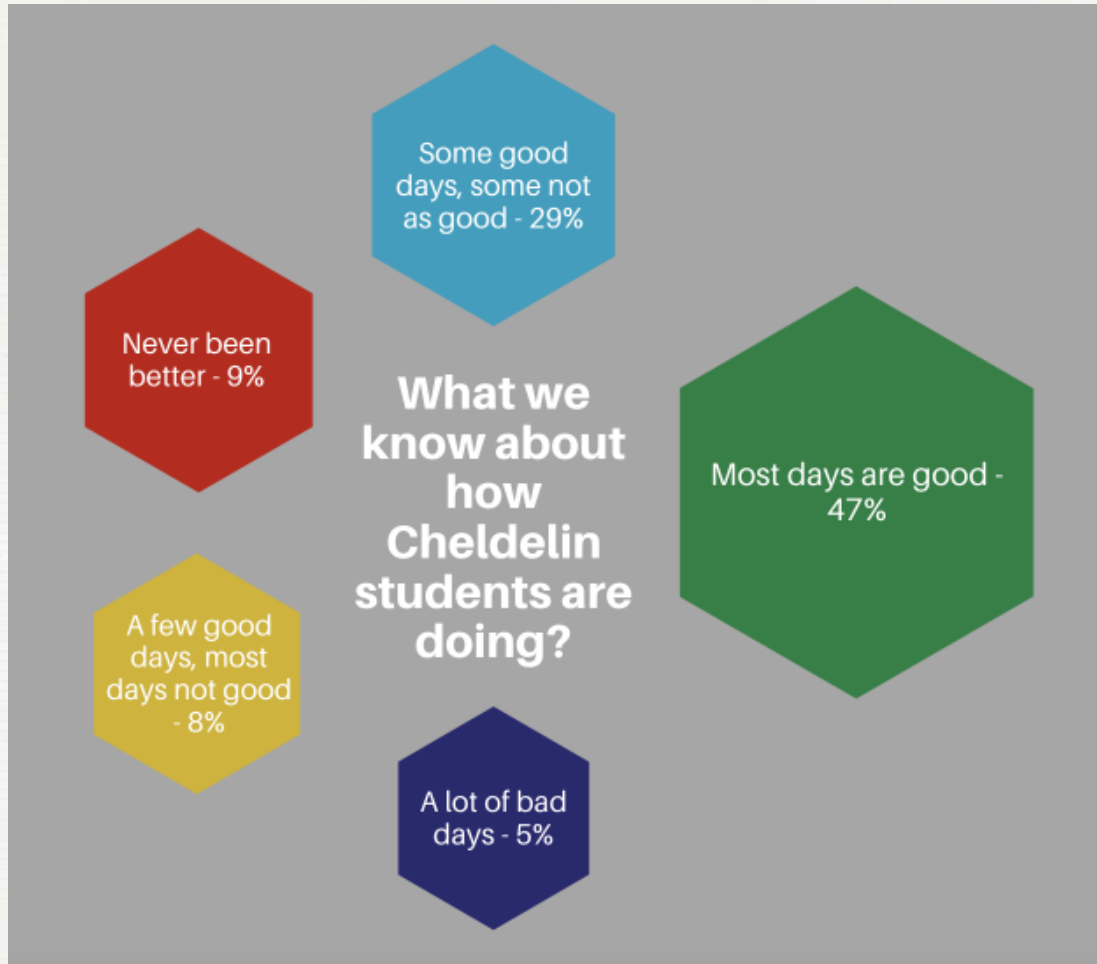 Some good
days, some not
as good - 29%
Never been
better - 9%
What we
know about
how
Cheldelin
students are
doing?
Most days are good -
47%
A few good
days, most
days not good
- 8%
A lot of bad
days - 5%